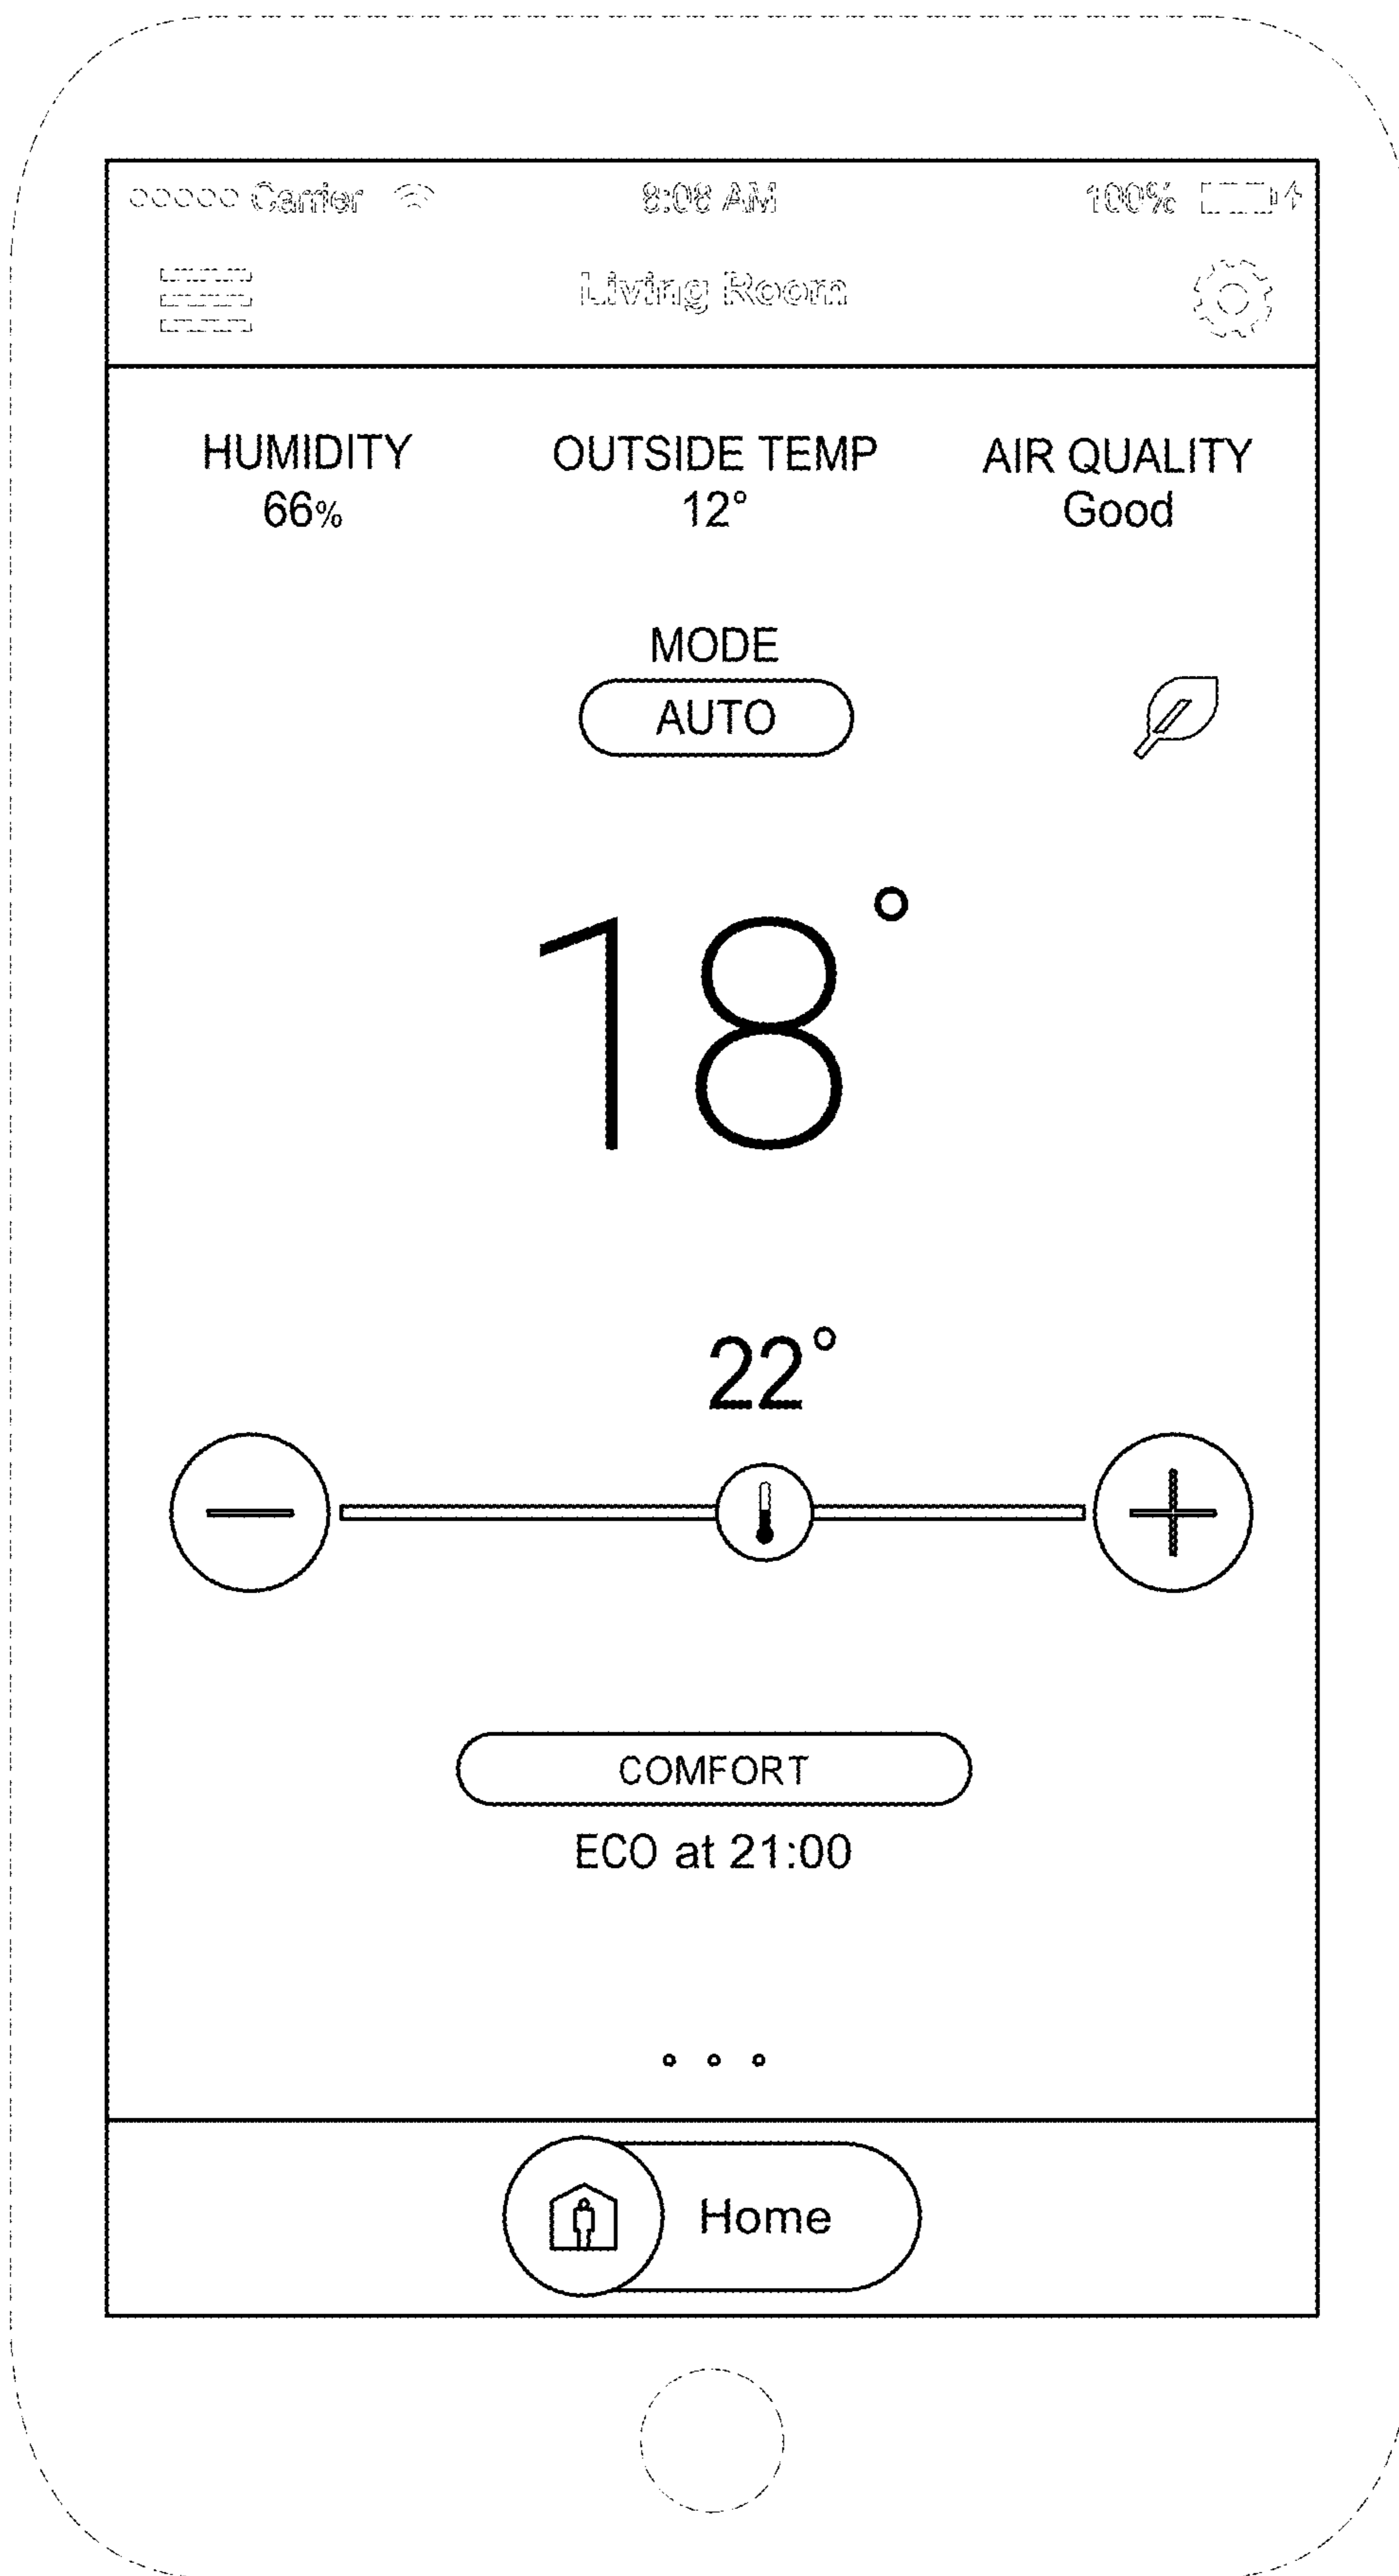 Carrier 8:08 AM 100%
Living Room
HUMIDITY OUTSIDE TEMP AIR QUALITY
66% 12° Good
MODE
AUTO
18°
22°
COMFORT
ECO at 21:00
Home